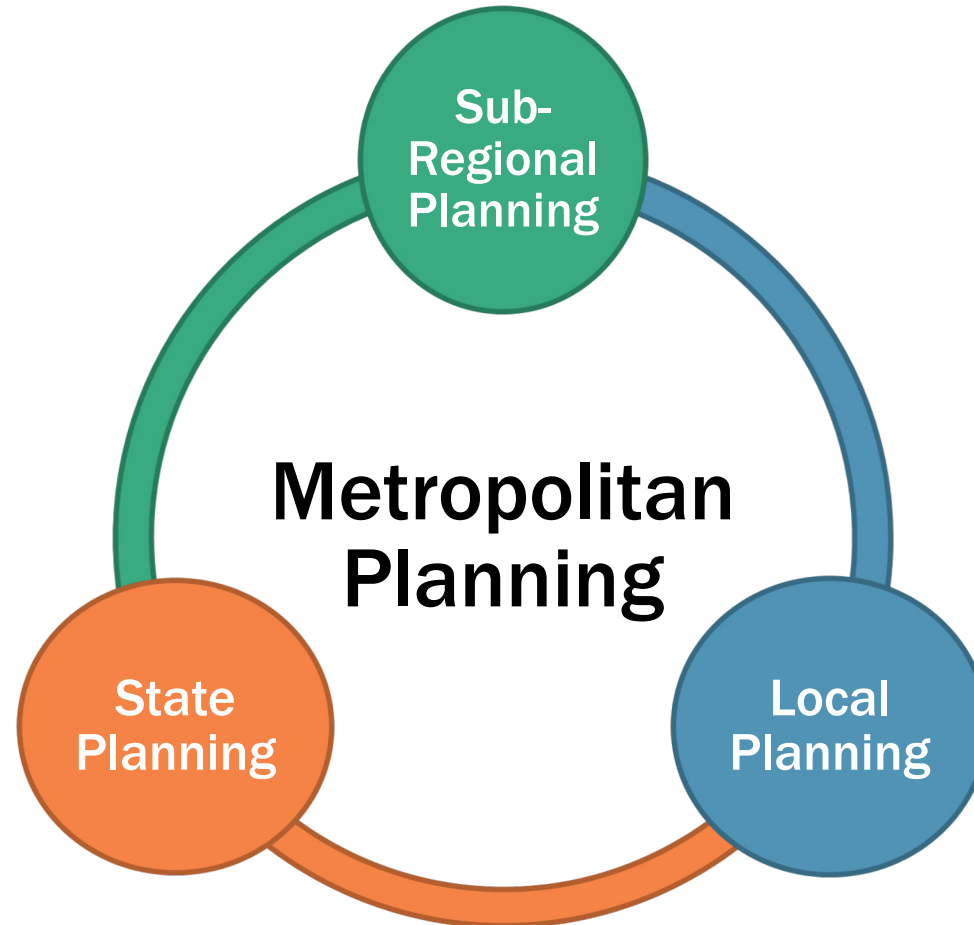 Sub-
Regional
Planning
Metropolitan
Planning
State
Planning
Local
Planning